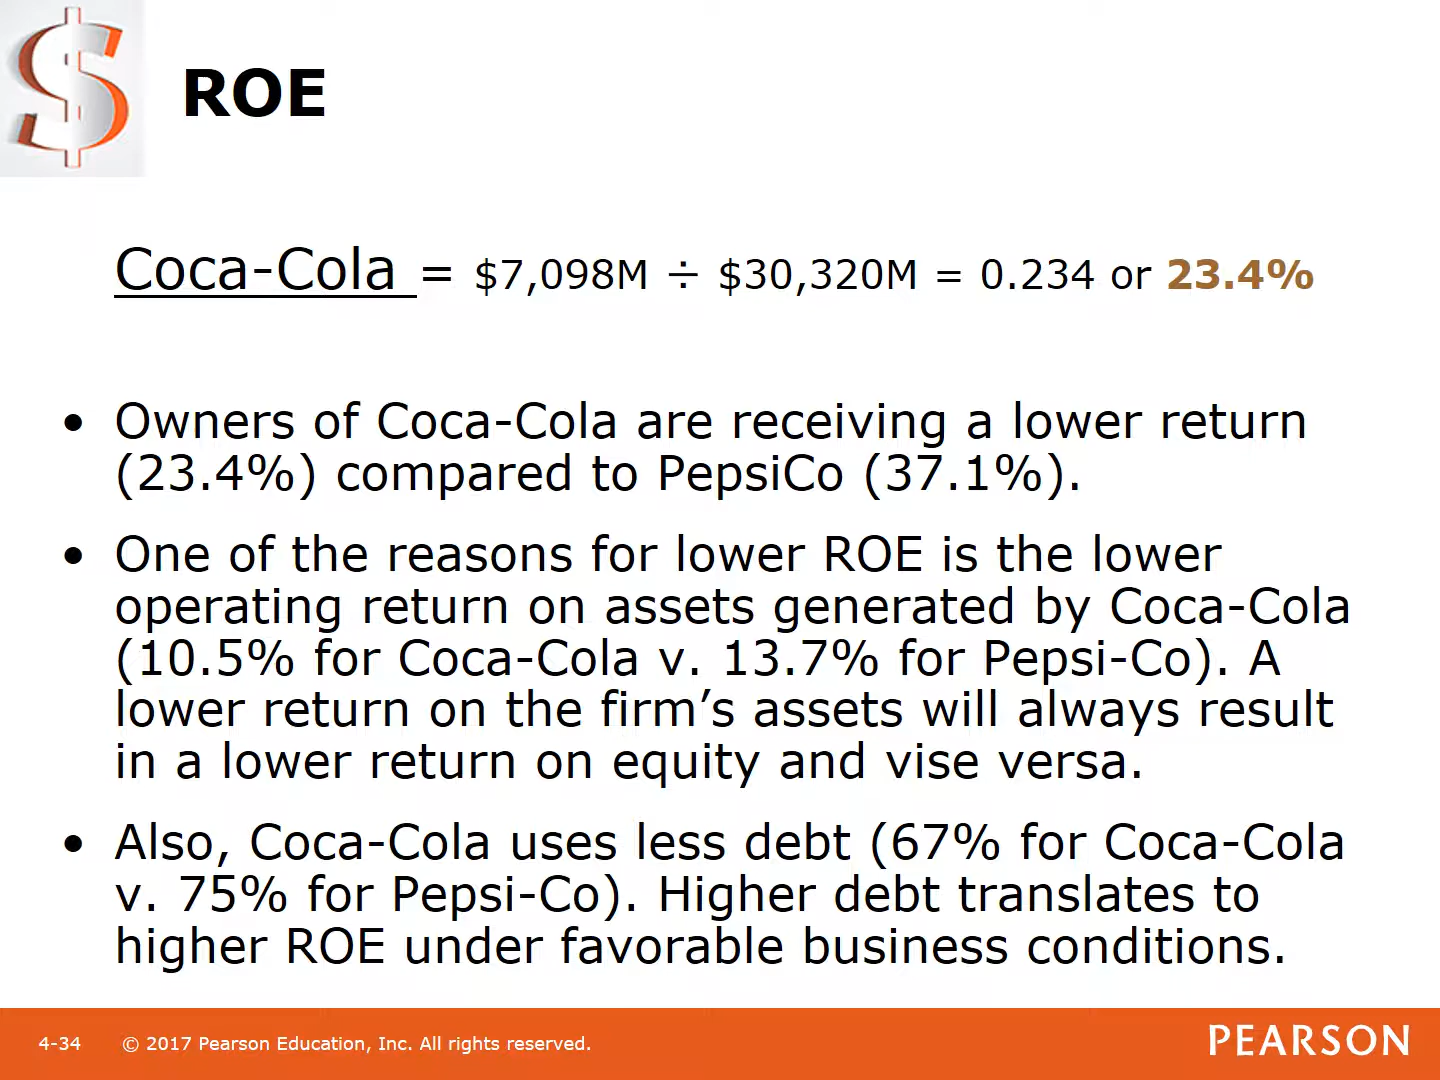 ROE
Coca-Cola = $7,098M ÷ $30,320M = 0.234 or 23.4%
• Owners of Coca-Cola are receiving a lower return
(23.4%) compared to PepsiCo (37.1%).
• One of the reasons for lower ROE is the lower
operating return on assets generated by Coca-Cola
(10.5% for Coca-Cola v. 13.7% for Pepsi-Co). A
lower return on the firm’s assets will always result
in a lower return on equity and vise versa.
• Also, Coca-Cola uses less debt (67% for Coca-Cola
v. 75% for Pepsi-Co). Higher debt translates to
higher ROE under favorable business conditions.
4-34 © 2017 Pearson Education, Inc. All rights reserved. PEARSON